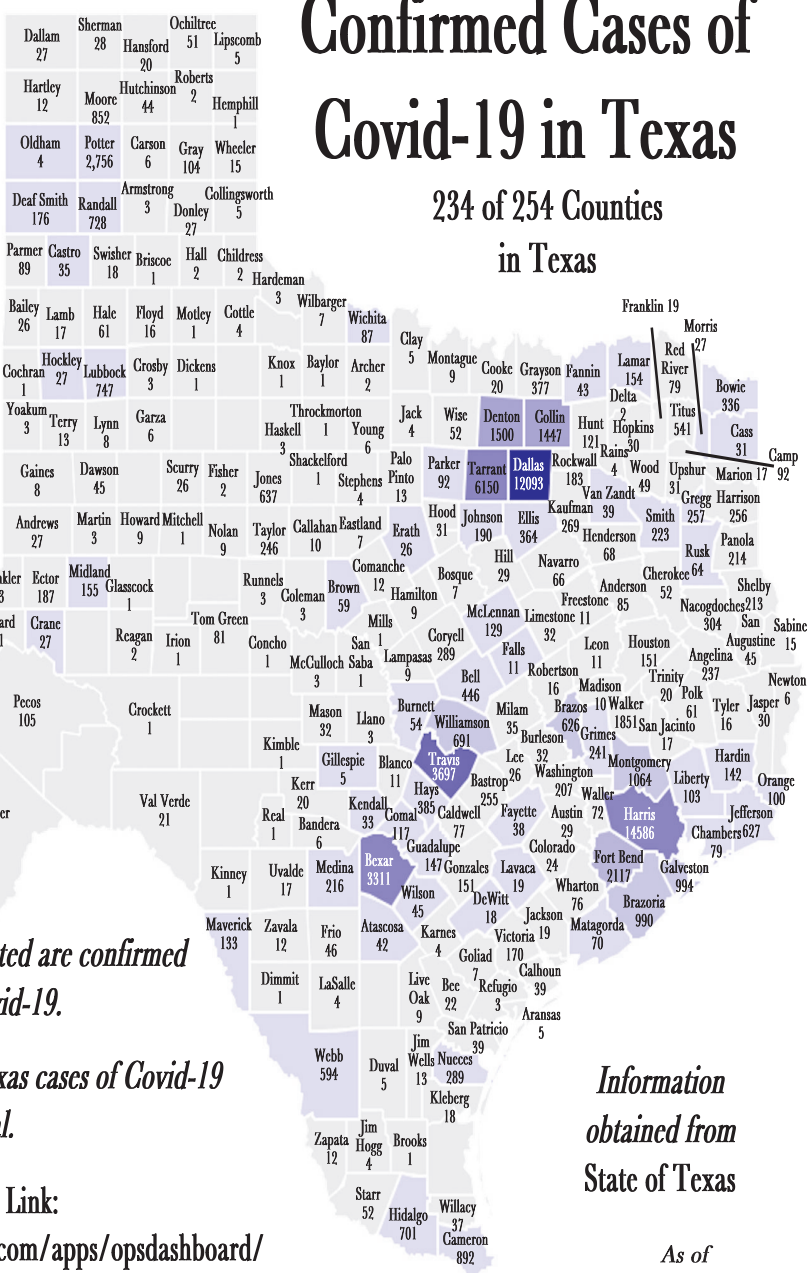 Confirmed Cases of
Covid-19 in Texas
234 of 254 Counties
in Texas
Dallam
27
Sherman
28
Hansford
20
Ochiltree
51
Lipscomb
5
Hartley
12
Moore
852
Hutchinson
44
Roberts
2
Hemphill
1
Oldham
4
Potter
2,756
Carson
6
Gray
104
Wheeler
15
Deaf Smith
176
Randall
728
Armstrong
3
Donley
27
Collingsworth
5
Parmer
89
Castro
35
Swisher
18
Briscoe
1
Hall
2
Childress
2
Hardeman
3
Wilbarger
7
Wichita
87
Bailey
26
Lamb
17
Hale
61
Floyd
16
Motley
1
Cottle
4
Clay
5
Montague
9
Cooke
20
Grayson
377
Fannin
43
Lamar
154
Franklin 19
Red
River
79
Morris
27
Bowie
336
Cochran
1
Hockley
27
Lubbock
747
Crosby
3
Dickens
1
Knox
1
Baylor
1
Archer
2
Yoakum
3
Terry
13
Lynn
8
Garza
6
Haskell
3
Throckmorton
1
Young
6
Jack
4
Wise
52
Denton
1500
Collin
1447
Hunt
121
Delta
2
Hopkins
30
Titus
541
Cass
31
Camp
92
Marion 17
Gaines
8
Dawson
45
Scurry
26
Fisher
2
Jones
637
Shackelford
1
Stephens
4
Palo
Pinto
13
Parker
92
Tarrant
6150
Dallas
12093
Rockwall
183
Rains
4
Wood
49
Upshur
31
Gregg
257
Harrison
256
Andrews
27
Martin
3
Howard
9
Mitchell
1
Nolan
9
Taylor
246
Callahan
10
Eastland
7
Erath
26
Hood
31
Johnson
190
Ellis
364
Kaufman
269
Van Zandt
39
Smith
223
Henderson
68
Rusk
64
Panola
214
kler
3
Ector
187
Midland
155
Glasscock
1
Runnels
3
Coleman
3
Brown
59
Comanche
12
Hamilton
9
Bosque
7
Hill
29
Navarro
66
Freestone 11
Anderson
85
Cherokee
52
Nacogdoches
304
Shelby
213
ard
1
Crane
27
Reagan
2
Irion
1
Tom Green
81
Concho
1
McCulloch
3
San
Saba
1
Mills
1
Lampasas
9
Coryell
289
McLennan
129
Limestone
32
Falls
11
Leon
11
Houston
151
Angelina
237
San
Augustine
45
Sabine
15
Pecos
105
Crockett
1
Mason
32
Llano
3
Burnett
54
Bell
446
Williamson
691
Milam
35
Robertson
16
Brazos
626
Madison
10
Walker
1851
Trinity
20
Polk
61
San Jacinto
17
Tyler
16
Jasper
30
Newton
6
Kimble
1
Gillespie
5
Blanco
11
Travis
3697
Bastrop
255
Lee
26
Burleson
32
Washington
207
Grimes
241
Montgomery
1064
Liberty
103
Hardin
142
Orange
100
er
Val Verde
21
Kerr
20
Real
1
Bandera
6
Kendall
33
Comal
117
Hays
385
Caldwell
77
Fayette
38
Austin
29
Waller
72
Harris
14586
Chambers
79
Jefferson
627
Kinney
1
Uvalde
17
Medina
216
Bexar
3311
Guadalupe
147
Gonzales
151
Lavaca
19
Colorado
24
Fort Bend
2117
Galveston
994
Wilson
45
DeWitt
18
Wharton
76
Brazoria
990
Maverick
133
Zavala
12
Frio
46
Atascosa
42
Karnes
4
Goliad
7
Victoria
170
Jackson
19
Matagorda
70
Dimmit
1
LaSalle
4
Live
Oak
9
Bee
22
Refugio
3
Calhoun
39
Aransas
5
San Patricio
39
Webb
594
Duval
5
Jim
Wells
13
Nueces
289
Kleberg
18
Zapata
12
Jim
Hogg
4
Brooks
1
Starr
52
Hidalgo
701
Willacy
37
Cameron
892
ted are confirmed
vid-19.
xas cases of Covid-19
l.
Link:
com/apps/opsdashboard/
Information
obtained from
State of Texas
As of